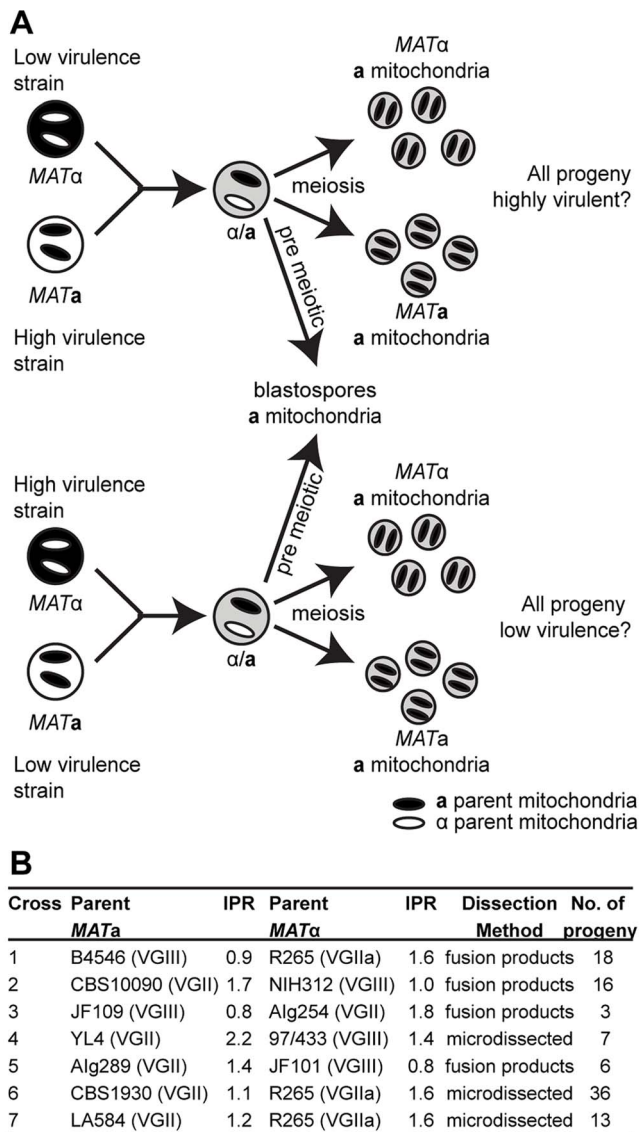 A
Low virulence
strain
MATα
MATa
High virulence
strain
α/a
meiosis
pre meiotic
MATα
a mitochondria
MATa
a mitochondria
All progeny
highly virulent?
blastospores
a mitochondria
High virulence
strain
MATα
MATa
Low virulence
strain
α/a
pre meiotic
meiosis
MATα
a mitochondria
MATa
a mitochondria
All progeny
low virulence?
a parent mitochondria
α parent mitochondria
B
Cross Parent IPR Parent IPR Dissection No. of
MATa MATα Method progeny
1 B4546 (VGIII) 0.9 R265 (VGIIa) 1.6 fusion products 18
2 CBS10090 (VGII) 1.7 NIH312 (VGIII) 1.0 fusion products 16
3 JF109 (VGIII) 0.8 Alg254 (VGII) 1.8 fusion products 3
4 YL4 (VGII) 2.2 97/433 (VGIII) 1.4 microdissected 7
5 Alg289 (VGII) 1.4 JF101 (VGIII) 0.8 fusion products 6
6 CBS1930 (VGII) 1.1 R265 (VGIIa) 1.6 microdissected 36
7 LA584 (VGII) 1.2 R265 (VGIIa) 1.6 microdissected 13